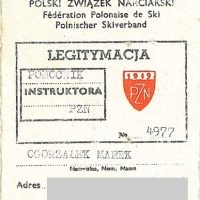 POLSKI ZWIĄZEK NARCIARSKI
Fédération Polonaise de Ski
Polnischer Skiverband
LEGITYMACJA
POMOCNIK
INSTRUKTORA
PZN
1919
PZN
No 4977
OGORZAŁEK MAREK
Nazwisko, Nom, Name
Adres